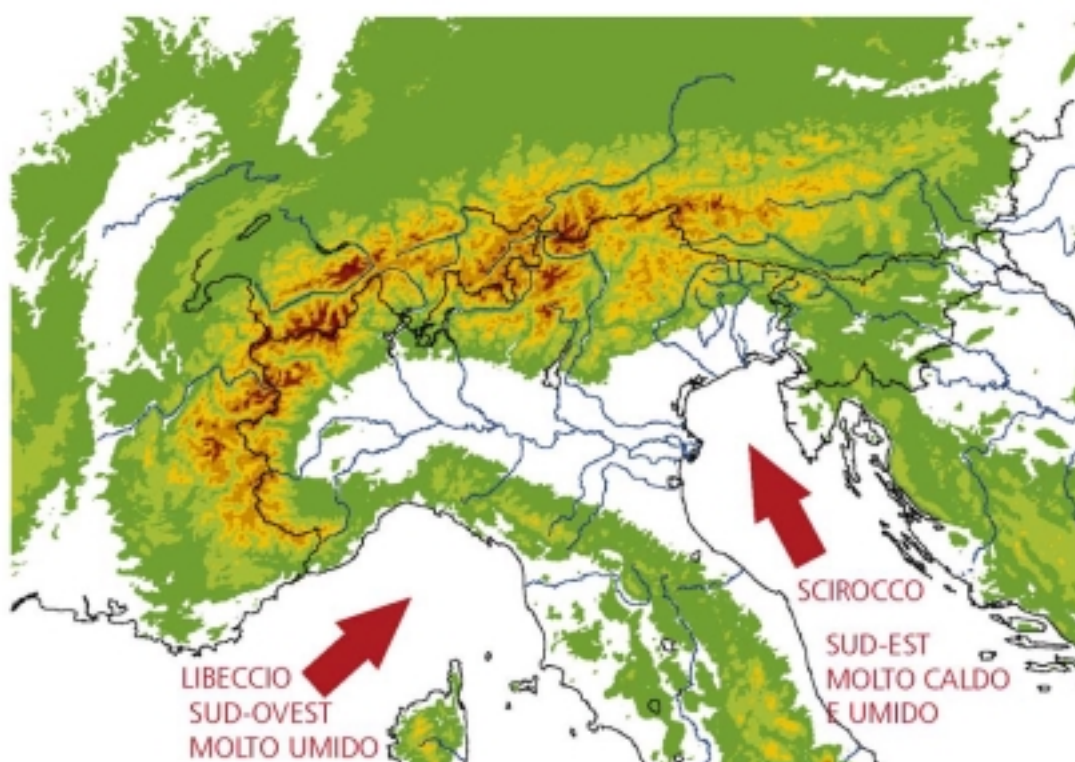 LIBECCIO
SUD-OVEST
MOLTO UMIDO
SCIROCCO
SUD-EST
MOLTO CALDO
E UMIDO